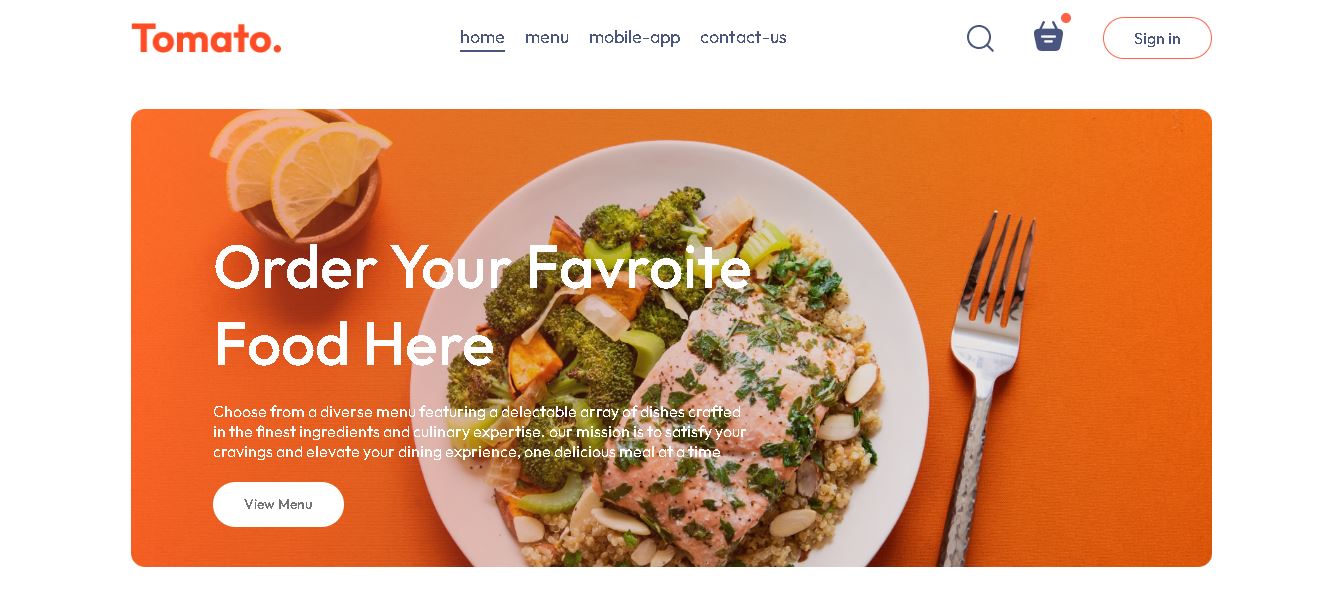 Tomato.
home menu mobile-app contact-us
Sign in
Order Your Favroite
Food Here
Choose from a diverse menu featuring a delectable array of dishes crafted
in the finest ingredients and culinary expertise. our mission is to satisfy your
cravings and elevate your dining exprience, one delicious meal at a time
View Menu